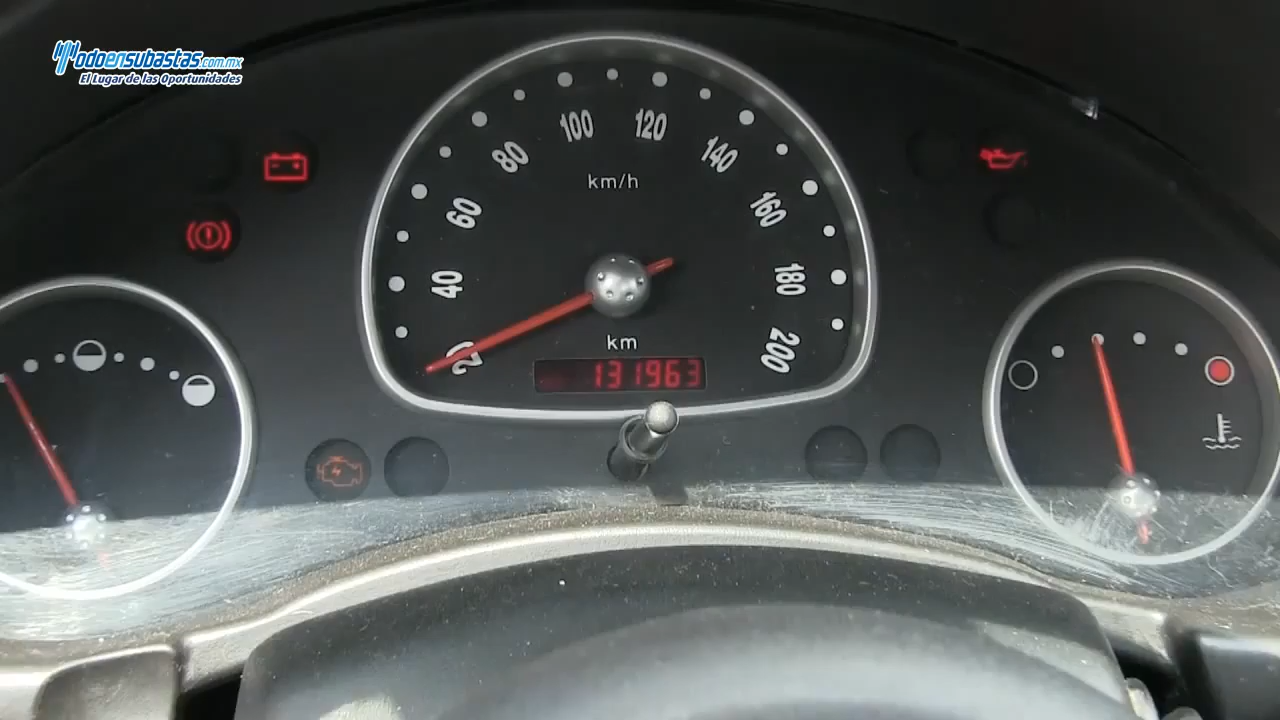 todoensubastas.com.mx
El Lugar de las Oportunidades
20
40
60
80
100
120
140
160
180
200
km/h
km
131963